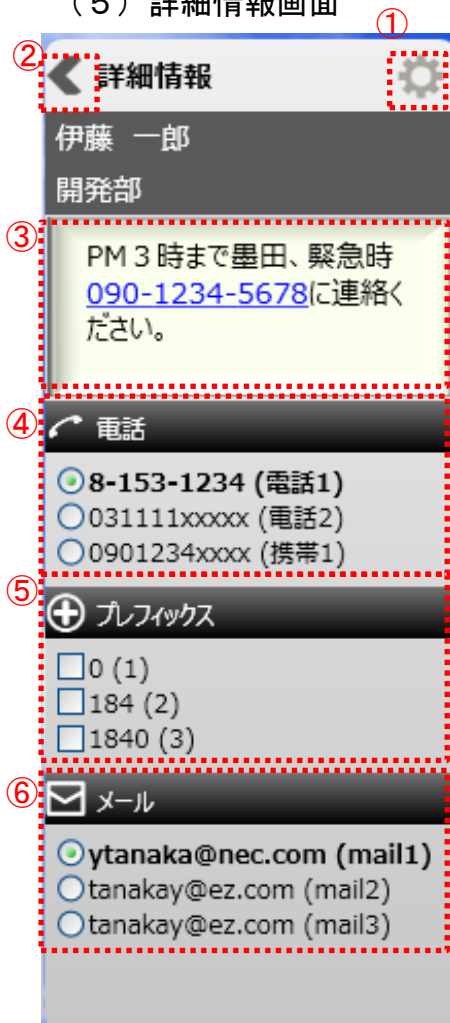 （５）詳細情報画面
①
②
詳細情報
伊藤　一郎
開発部
③
PM３時まで墨田、緊急時
090-1234-5678に連絡く
ださい。
④
電話
8-153-1234 (電話1)
031111xxxxx (電話2)
0901234xxxx (携帯1)
⑤
プレフィックス
0 (1)
184 (2)
1840 (3)
⑥
メール
ytanaka@nec.com (mail1)
tanakay@ez.com (mail2)
tanakay@ez.com (mail3)